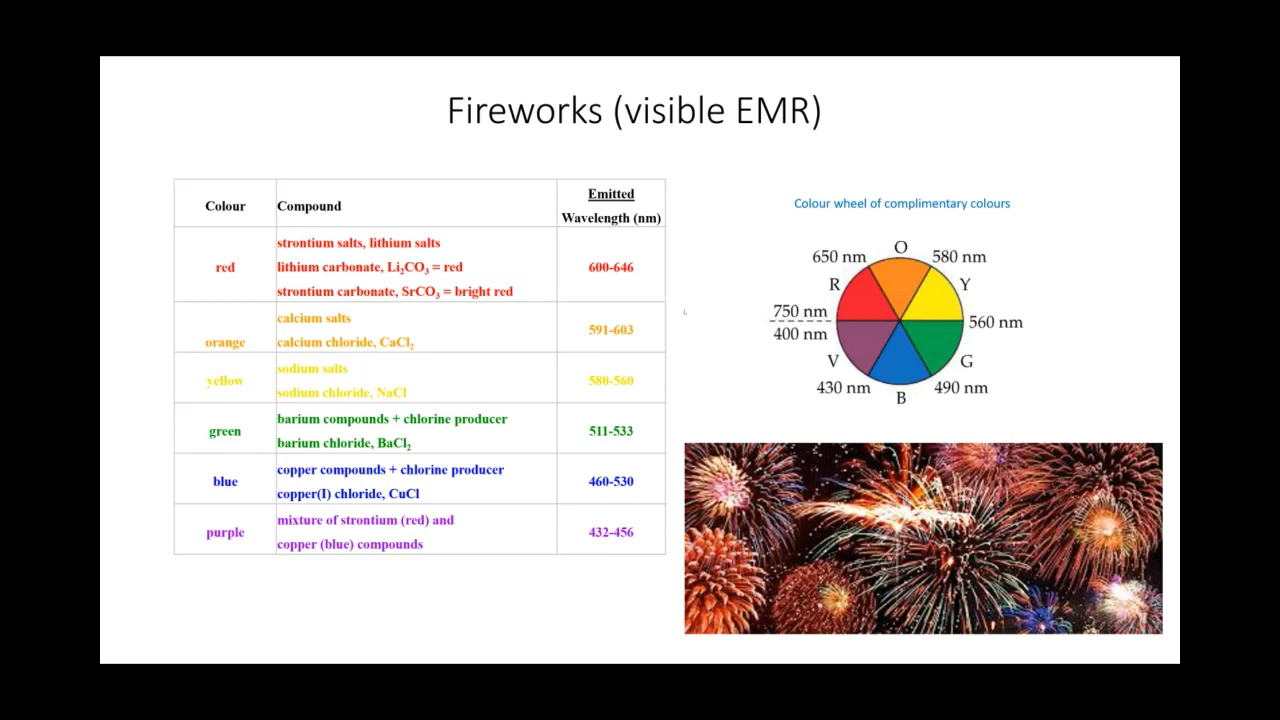 Fireworks (visible EMR)
Colour Compound Emitted Wavelength (nm)
red
strontium salts, lithium salts
lithium carbonate, Li₂CO₃ = red
strontium carbonate, SrCO₃ = bright red
600-646
orange
calcium salts
calcium chloride, CaCl₂
591-603
yellow
sodium salts
sodium chloride, NaCl
580-560
green
barium compounds + chlorine producer
barium chloride, BaCl₂
511-533
blue
copper compounds + chlorine producer
copper(I) chloride, CuCl
460-530
purple
mixture of strontium (red) and
copper (blue) compounds
432-456
Colour wheel of complimentary colours
O
650 nm
580 nm
R
Y
750 nm
560 nm
400 nm
V
G
430 nm
490 nm
B